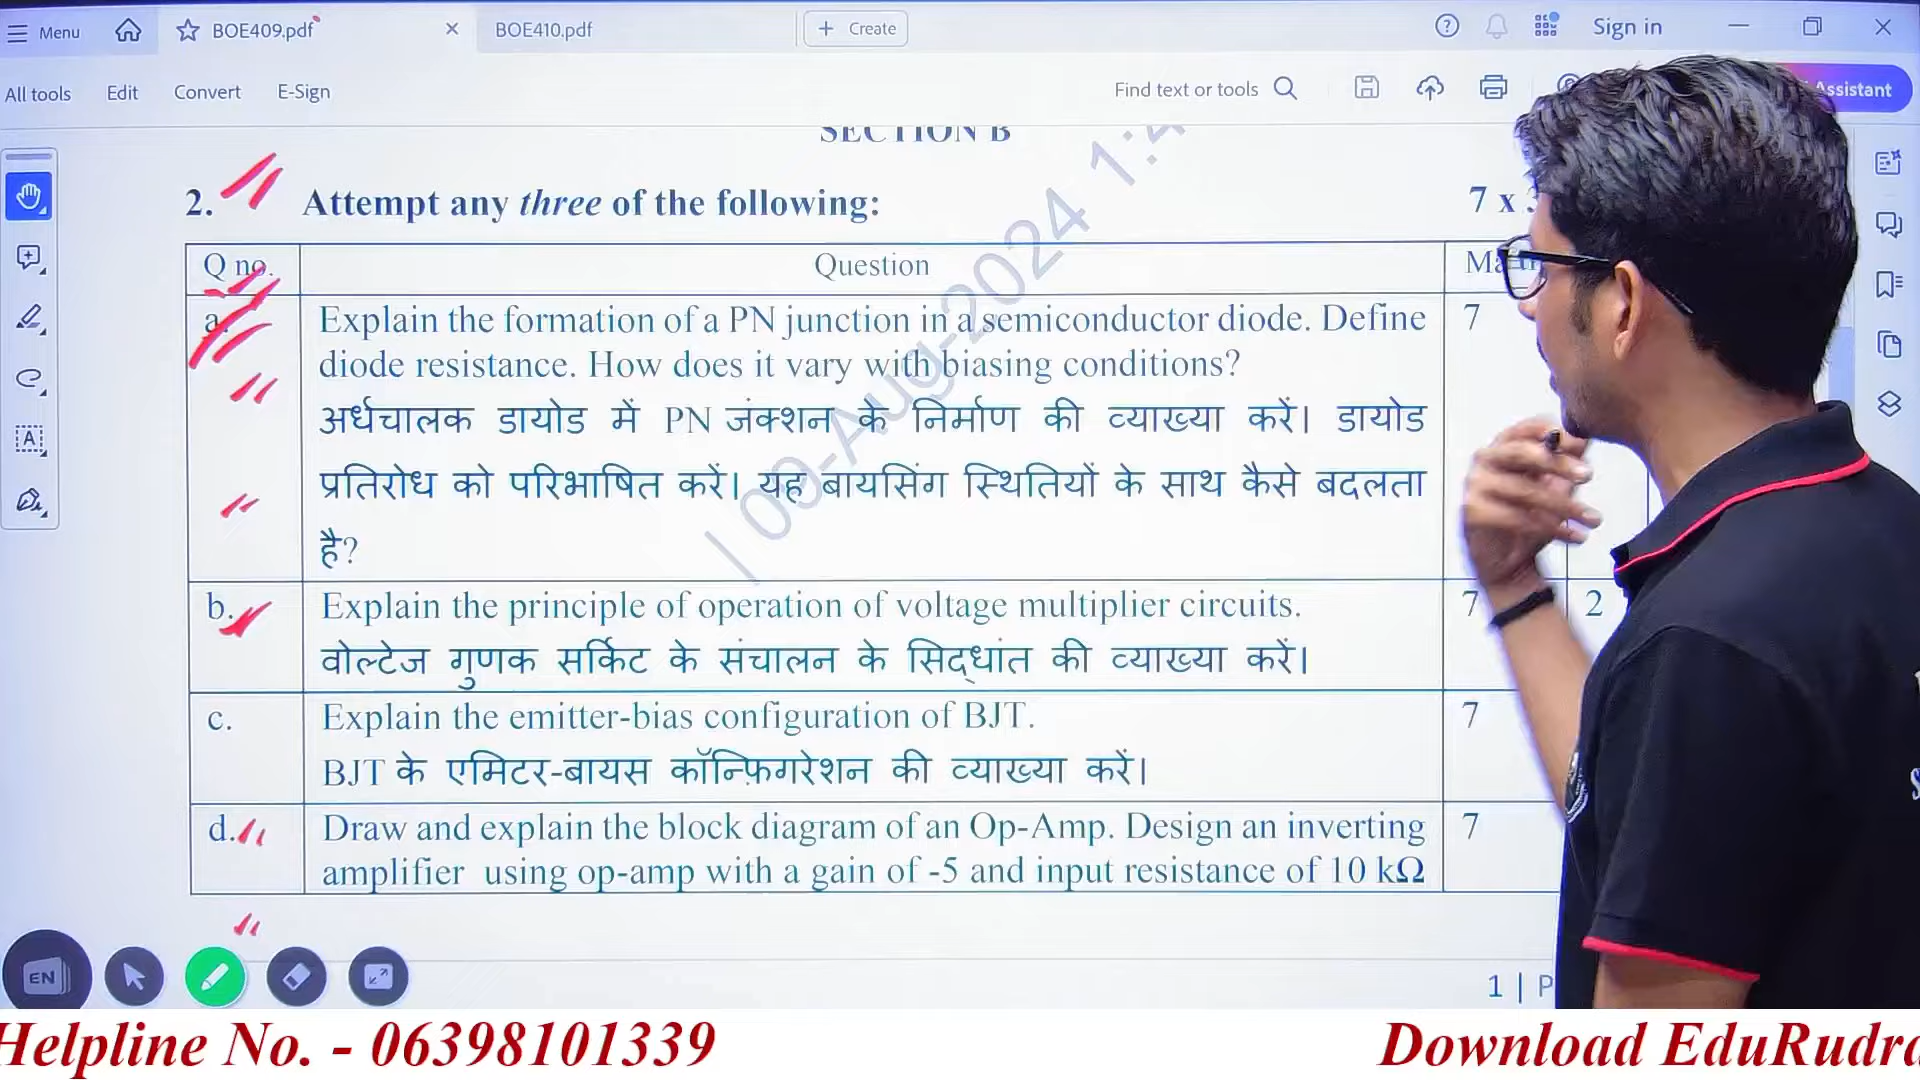 Menu
BOE409.pdf
BOE410.pdf
Create
Sign in
All tools
Edit
Convert
E-Sign
Find text or tools
Assistant
SECTION B
2. Attempt any three of the following:
7 x
Q no.
Question
a.
Explain the formation of a PN junction in a semiconductor diode. Define
7
diode resistance. How does it vary with biasing conditions?
अर्धचालक डायोड में PN जंक्शन के निर्माण की व्याख्या करें। डायोड
प्रतिरोध को परिभाषित करें। यह बायसिंग स्थितियों के साथ कैसे बदलता
है?
b.
Explain the principle of operation of voltage multiplier circuits.
7
2
वोल्टेज गुणक सर्किट के संचालन के सिद्धांत की व्याख्या करें।
c.
Explain the emitter-bias configuration of BJT.
7
BJT के एमिटर-बायस कॉन्फ़िगरेशन की व्याख्या करें।
d.
Draw and explain the block diagram of an Op-Amp. Design an inverting
7
amplifier using op-amp with a gain of -5 and input resistance of 10 kΩ
| 09-Aug-2024 1:4
1 | P
EN
Helpline No. - 06398101339
Download EduRudra